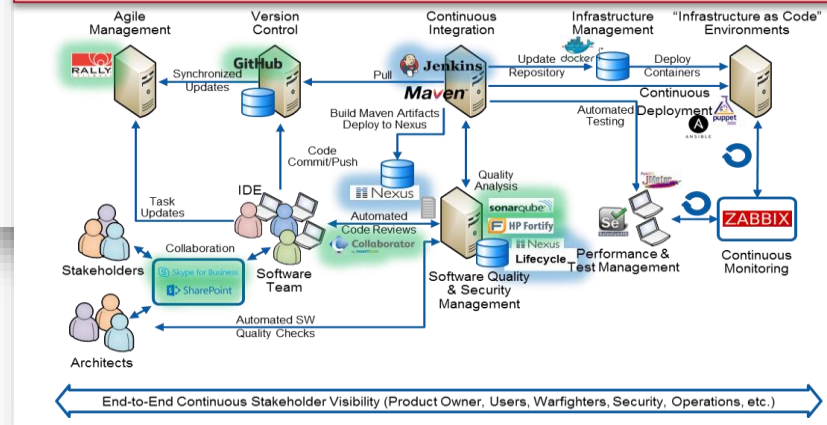 Agile
Management
Version
Control
Continuous
Integration
Infrastructure
Management
“Infrastructure as Code”
Environments
RALLY
Synchronized
Updates
GitHub
Pull
Jenkins
Maven
Update
Repository
docker
Deploy
Containers
Continuous
Deployment
Automated
Testing
ANSIBLE
puppet
Build Maven Artifacts
Deploy to Nexus
Code
Commit/Push
Nexus
Quality
Analysis
JMeter
Task
Updates
IDE
Automated
Code Reviews
Collaborator
sonarqube
HP Fortify
Nexus
Lifecycle
Se
ZABBIX
Stakeholders
Collaboration
Skype for Business
SharePoint
Software
Team
Software Quality
& Security
Management
Performance &
Test Management
Continuous
Monitoring
Automated SW
Quality Checks
Architects
End-to-End Continuous Stakeholder Visibility (Product Owner, Users, Warfighters, Security, Operations, etc.)